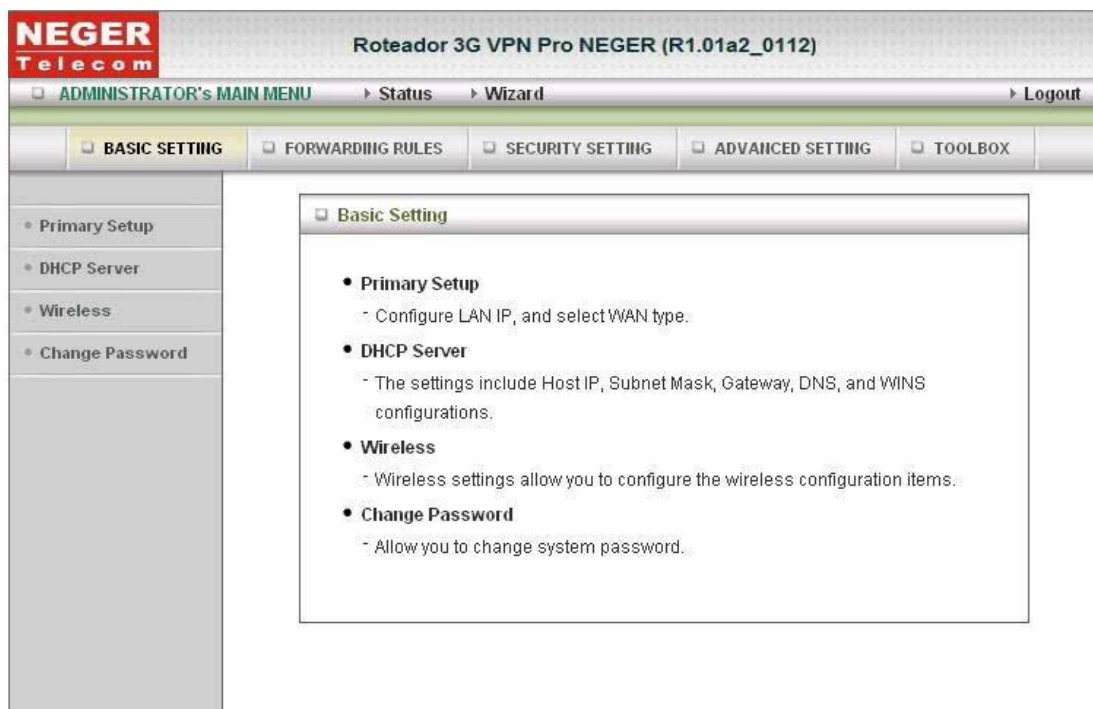 NEGER
Telecom
Roteador 3G VPN Pro NEGER (R1.01a2_0112)
ADMINISTRATOR's MAIN MENU Status Wizard Logout
BASIC SETTING FORWARDING RULES SECURITY SETTING ADVANCED SETTING TOOLBOX
Primary Setup
DHCP Server
Wireless
Change Password
Basic Setting
• Primary Setup
- Configure LAN IP, and select WAN type.
• DHCP Server
- The settings include Host IP, Subnet Mask, Gateway, DNS, and WINS
configurations.
• Wireless
- Wireless settings allow you to configure the wireless configuration items.
• Change Password
- Allow you to change system password.